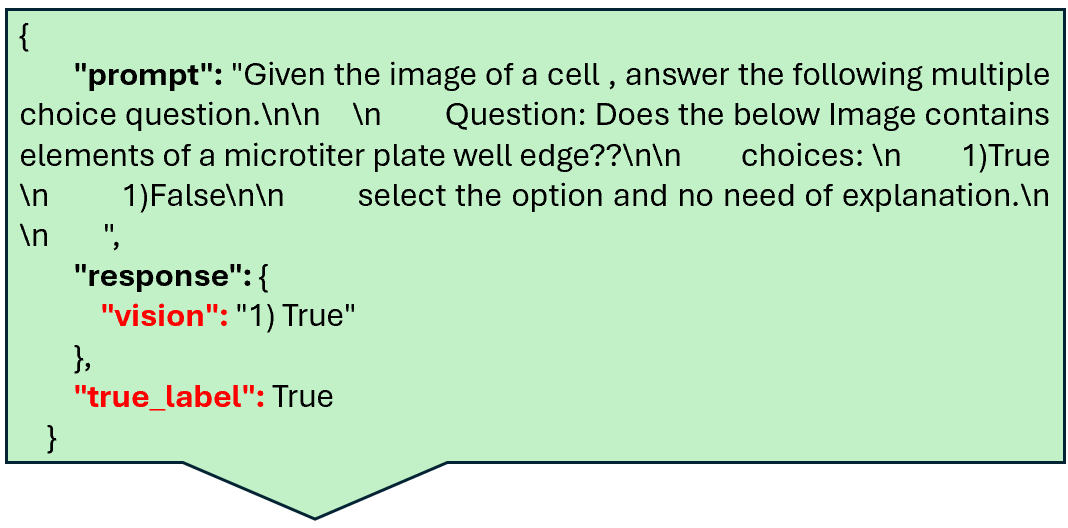 {
"prompt": "Given the image of a cell , answer the following multiple
choice question.\n\n \n Question: Does the below Image contains
elements of a microtiter plate well edge??\n\n choices: \n 1)True
\n 1)False\n\n select the option and no need of explanation.\n
\n ",
"response": {
"vision": "1) True"
},
"true_label": True
}